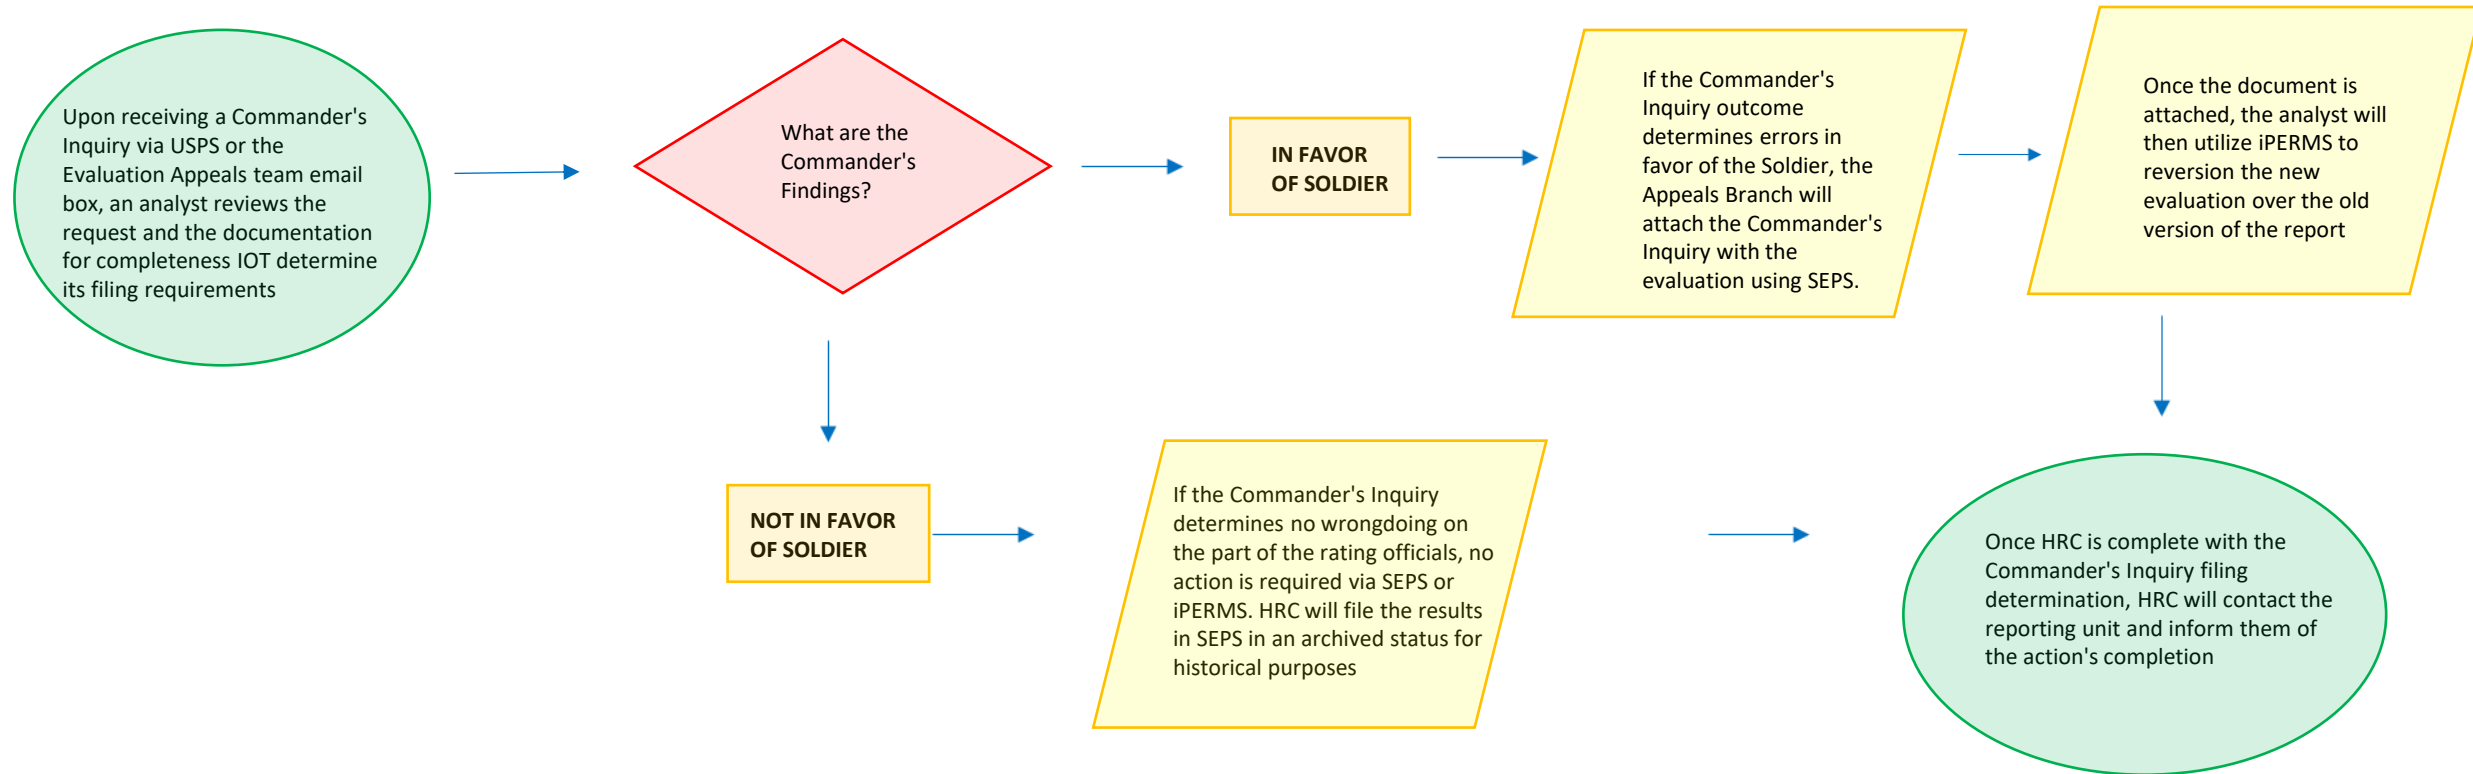 Upon receiving a Commander's
Inquiry via USPS or the
Evaluation Appeals team email
box, an analyst reviews the
request and the documentation
for completeness IOT determine
its filing requirements
What are the
Commander's
Findings?
IN FAVOR
OF SOLDIER
If the Commander's
Inquiry outcome
determines errors in
favor of the Soldier, the
Appeals Branch will
attach the Commander's
Inquiry with the
evaluation using SEPS.
Once the document is
attached, the analyst will
then utilize iPERMS to
reversion the new
evaluation over the old
version of the report
NOT IN FAVOR
OF SOLDIER
If the Commander's Inquiry
determines no wrongdoing on
the part of the rating officials, no
action is required via SEPS or
iPERMS. HRC will file the results
in SEPS in an archived status for
historical purposes
Once HRC is complete with the
Commander's Inquiry filing
determination, HRC will contact the
reporting unit and inform them of
the action's completion